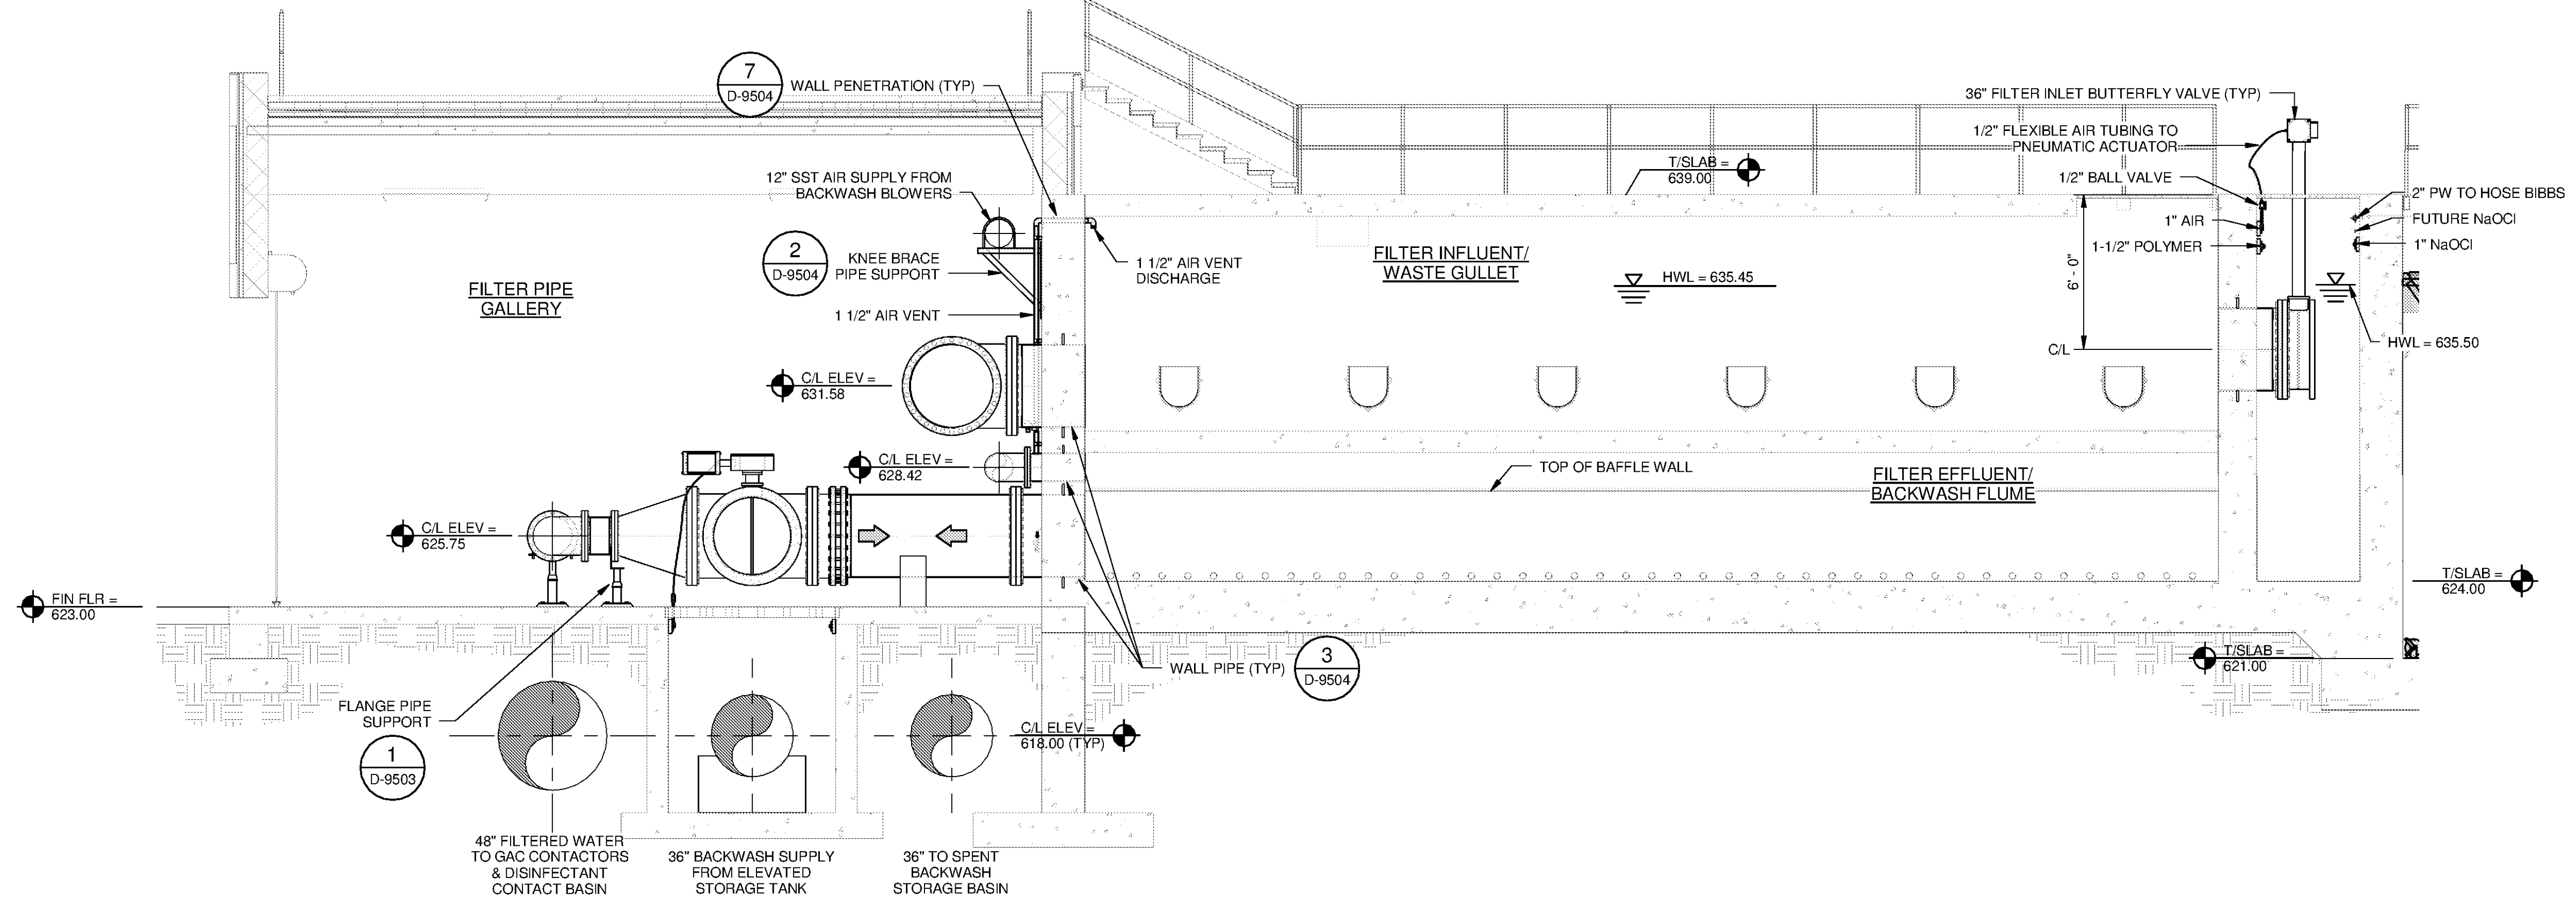 7
D-9504
WALL PENETRATION (TYP)
36" FILTER INLET BUTTERFLY VALVE (TYP)
1/2" FLEXIBLE AIR TUBING TO
PNEUMATIC ACTUATOR
T/SLAB =
639.00
12" SST AIR SUPPLY FROM
BACKWASH BLOWERS
1/2" BALL VALVE
2" PW TO HOSE BIBBS
1" AIR
FUTURE NaOCl
1-1/2" POLYMER
1" NaOCl
2
D-9504
KNEE BRACE
PIPE SUPPORT
1 1/2" AIR VENT
DISCHARGE
FILTER INFLUENT/
WASTE GULLET
HWL = 635.45
6' - 0"
FILTER PIPE
GALLERY
1 1/2" AIR VENT
HWL = 635.50
C/L
C/L ELEV =
631.58
C/L ELEV =
628.42
TOP OF BAFFLE WALL
FILTER EFFLUENT/
BACKWASH FLUME
C/L ELEV =
625.75
T/SLAB =
624.00
FIN FLR =
623.00
WALL PIPE (TYP)
3
D-9504
T/SLAB =
621.00
FLANGE PIPE
SUPPORT
1
D-9503
C/L ELEV =
618.00 (TYP)
48" FILTERED WATER
TO GAC CONTACTORS
& DISINFECTANT
CONTACT BASIN
36" BACKWASH SUPPLY
FROM ELEVATED
STORAGE TANK
36" TO SPENT
BACKWASH
STORAGE BASIN